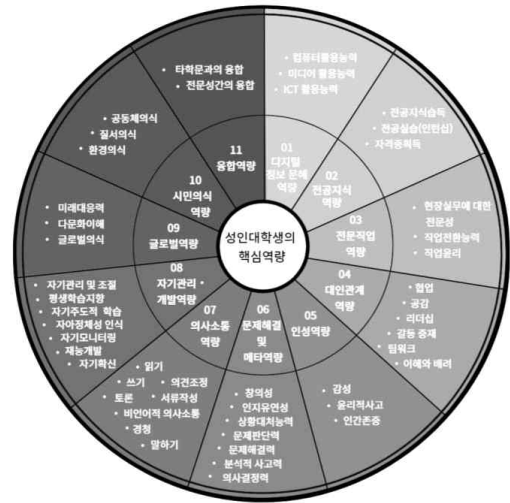 성인대학생의
핵심역량
01
디지털
정보 문해
역량
• 컴퓨터활용능력
• 미디어 활용능력
• ICT 활용능력
02
전공지식
역량
• 전공지식습득
• 전공실습(인턴십)
• 자격증획득
03
전문직업
역량
• 현장실무에 대한
전문성
• 직업전환능력
• 직업윤리
04
대인관계
역량
• 협업
• 공감
• 리더십
• 갈등 중재
• 팀워크
• 이해와 배려
05
인성역량
• 감성
• 윤리적사고
• 인간존중
06
문제해결
및
메타역량
• 창의성
• 인지유연성
• 상황대처능력
• 문제판단력
• 문제해결력
• 분석적 사고력
• 의사결정력
07
의사소통
역량
• 읽기
• 쓰기 • 의견조정
• 토론 • 서류작성
• 비언어적 의사소통
• 경청
• 말하기
08
자기관리·
개발역량
• 자기관리 및 조절
• 평생학습지향
• 자기주도적 학습
• 자아정체성 인식
• 자기모니터링
• 재능개발
• 자기확신
09
글로벌역량
• 미래대응력
• 다문화이해
• 글로벌의식
10
시민의식
역량
• 공동체의식
• 질서의식
• 환경의식
11
융합역량
• 타학문과의 융합
• 전문성간의 융합